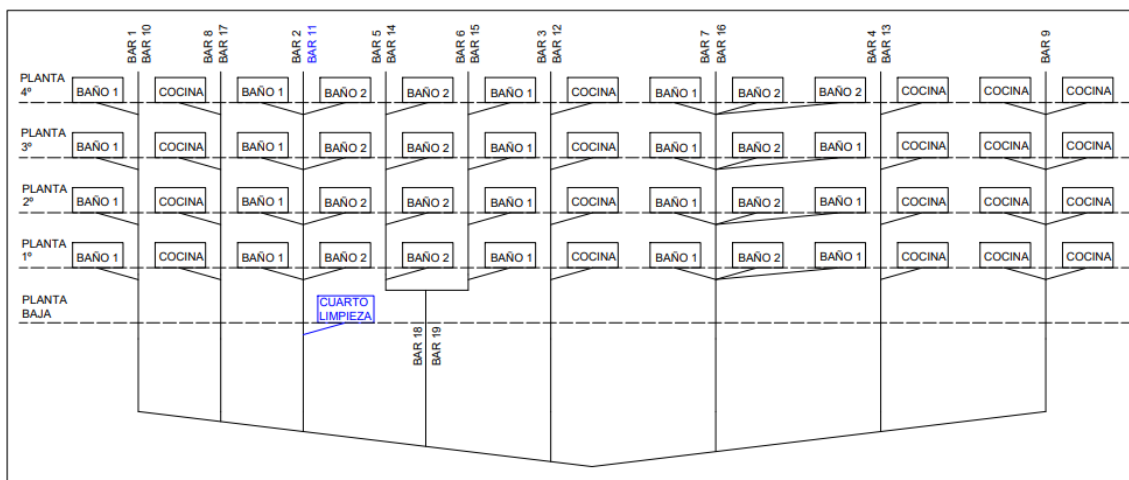 BAR 1
BAR 10
BAR 8
BAR 17
BAR 2
BAR 11
BAR 5
BAR 14
BAR 6
BAR 15
BAR 3
BAR 12
BAR 7
BAR 16
BAR 4
BAR 13
BAR 9
PLANTA
4º
BAÑO 1
COCINA
BAÑO 1
BAÑO 2
BAÑO 2
BAÑO 1
COCINA
BAÑO 1
BAÑO 2
BAÑO 2
COCINA
COCINA
COCINA
PLANTA
3º
BAÑO 1
COCINA
BAÑO 1
BAÑO 2
BAÑO 2
BAÑO 1
COCINA
BAÑO 1
BAÑO 2
BAÑO 1
COCINA
COCINA
COCINA
PLANTA
2º
BAÑO 1
COCINA
BAÑO 1
BAÑO 2
BAÑO 2
BAÑO 1
COCINA
BAÑO 1
BAÑO 2
BAÑO 1
COCINA
COCINA
COCINA
PLANTA
1º
BAÑO 1
COCINA
BAÑO 1
BAÑO 2
BAÑO 2
BAÑO 1
COCINA
BAÑO 1
BAÑO 2
BAÑO 1
COCINA
COCINA
COCINA
PLANTA
BAJA
CUARTO
LIMPIEZA
BAR 18
BAR 19